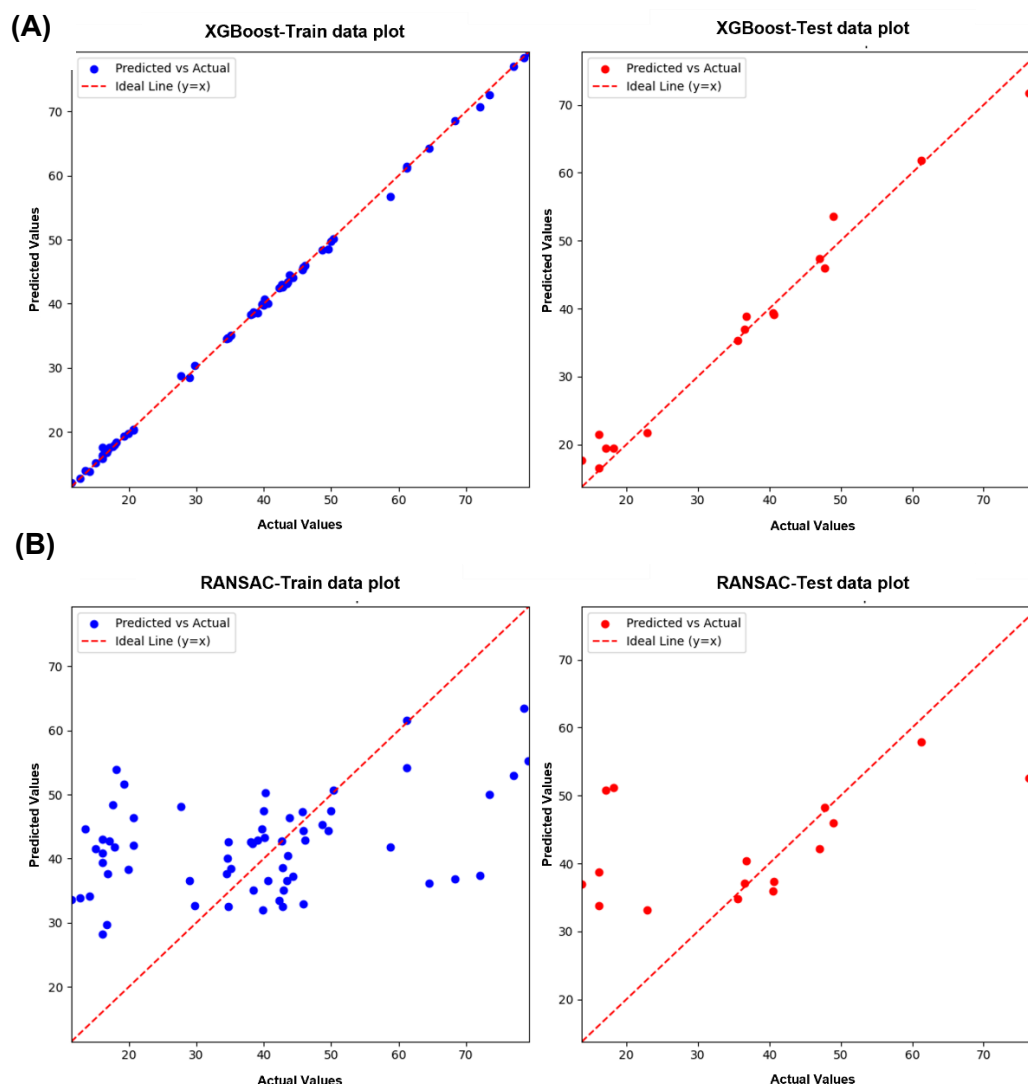 (A)
XGBoost-Train data plot
XGBoost-Test data plot
Predicted vs Actual
Ideal Line (y=x)
Predicted vs Actual
Ideal Line (y=x)
Predicted Values
70
60
50
40
30
20
20 30 40 50 60 70
Actual Values
Predicted Values
70
60
50
40
30
20
20 30 40 50 60 70
Actual Values
(B)
RANSAC-Train data plot
RANSAC-Test data plot
Predicted vs Actual
Ideal Line (y=x)
Predicted vs Actual
Ideal Line (y=x)
Predicted Values
70
60
50
40
30
20
20 30 40 50 60 70
Actual Values
Predicted Values
70
60
50
40
30
20
20 30 40 50 60 70
Actual Values